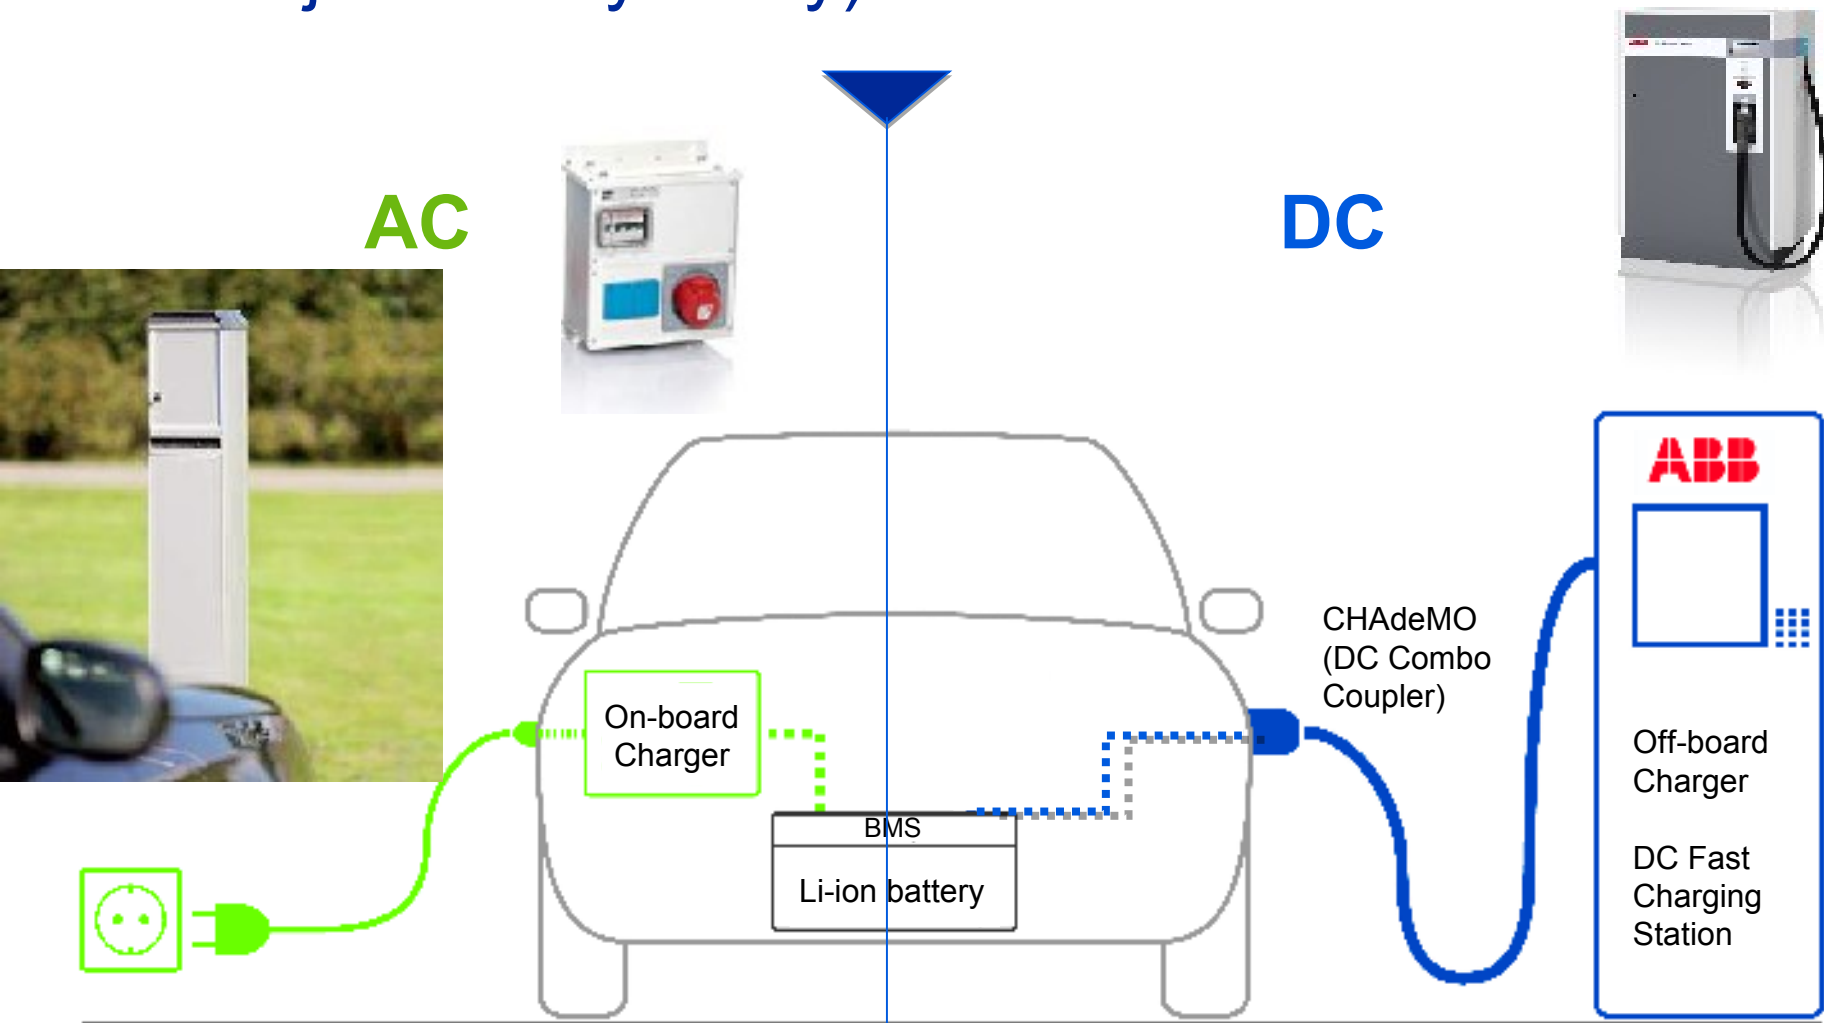 AC
DC
ABB
CHAdeMO
(DC Combo
Coupler)
On-board
Charger
Off-board
Charger
BMS
Li-ion battery
DC Fast
Charging
Station